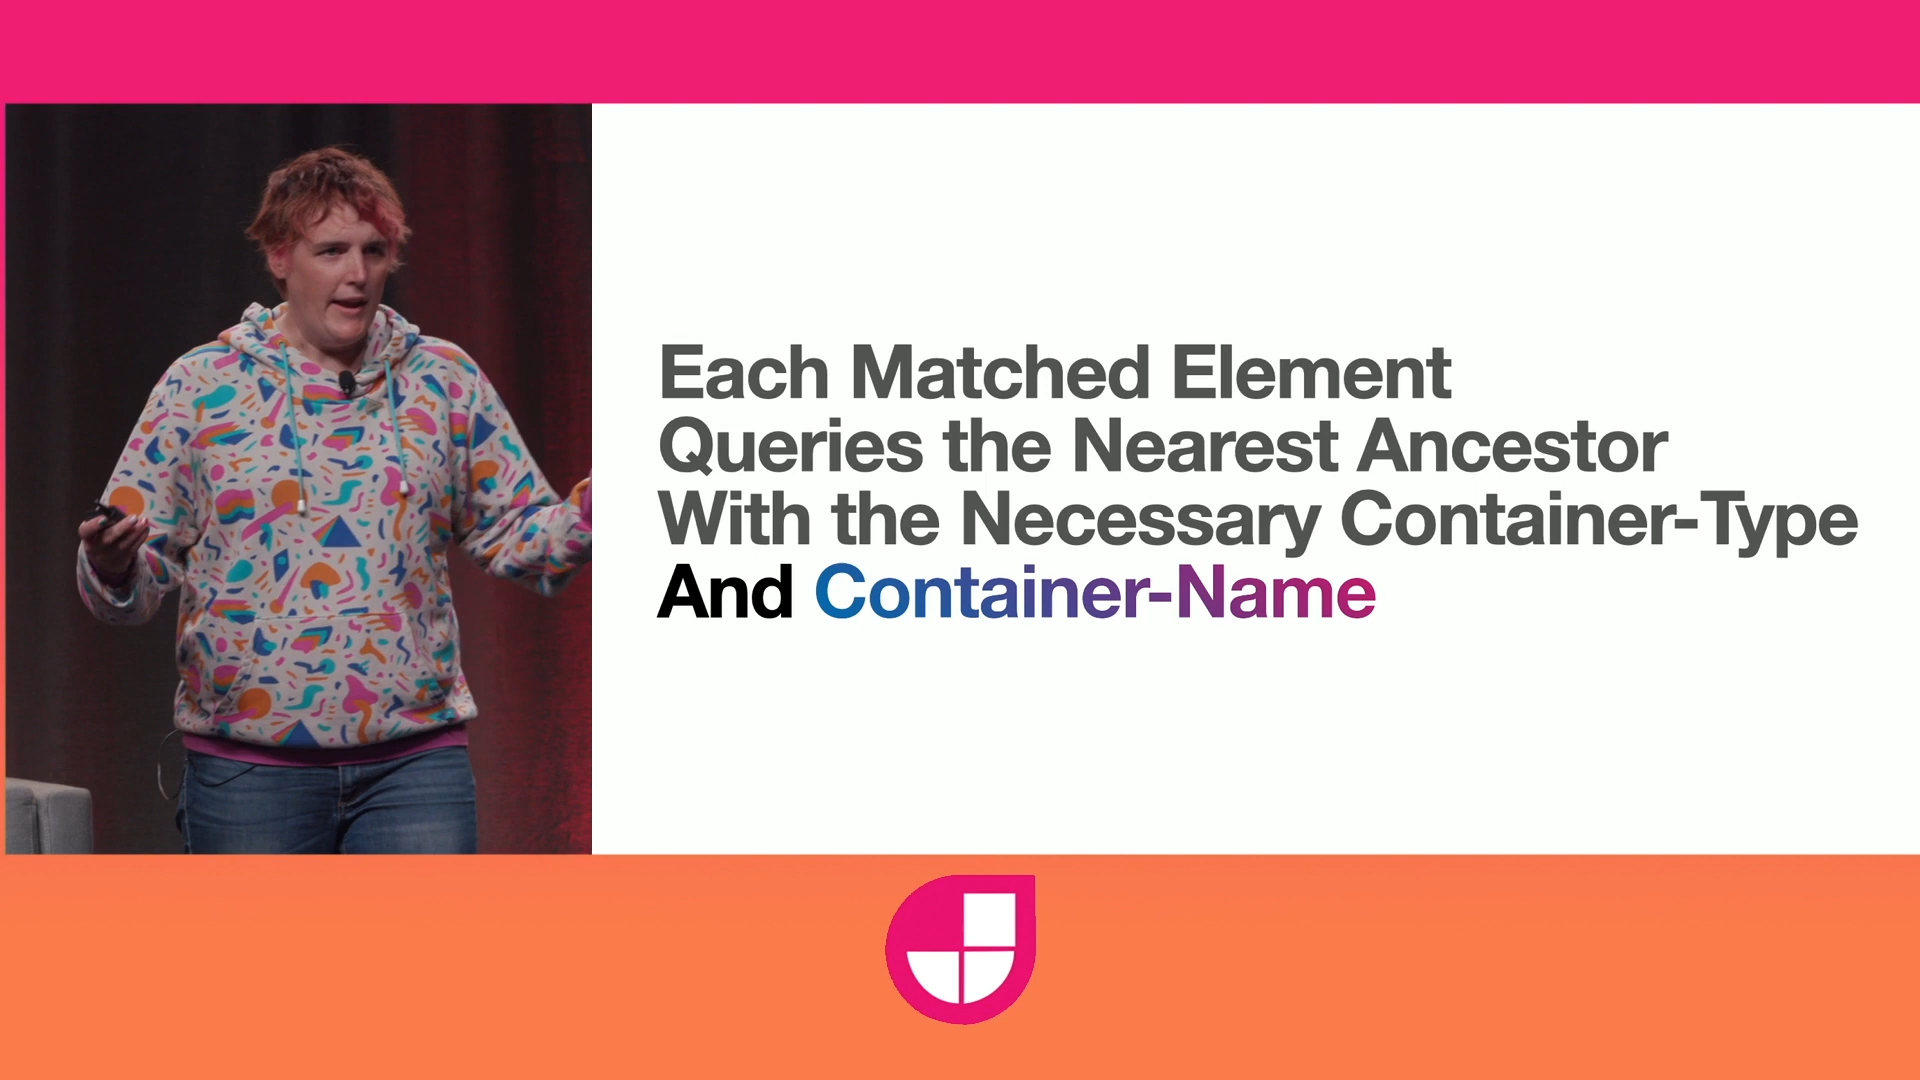 Each Matched Element
Queries the Nearest Ancestor
With the Necessary Container-Type
And Container-Name